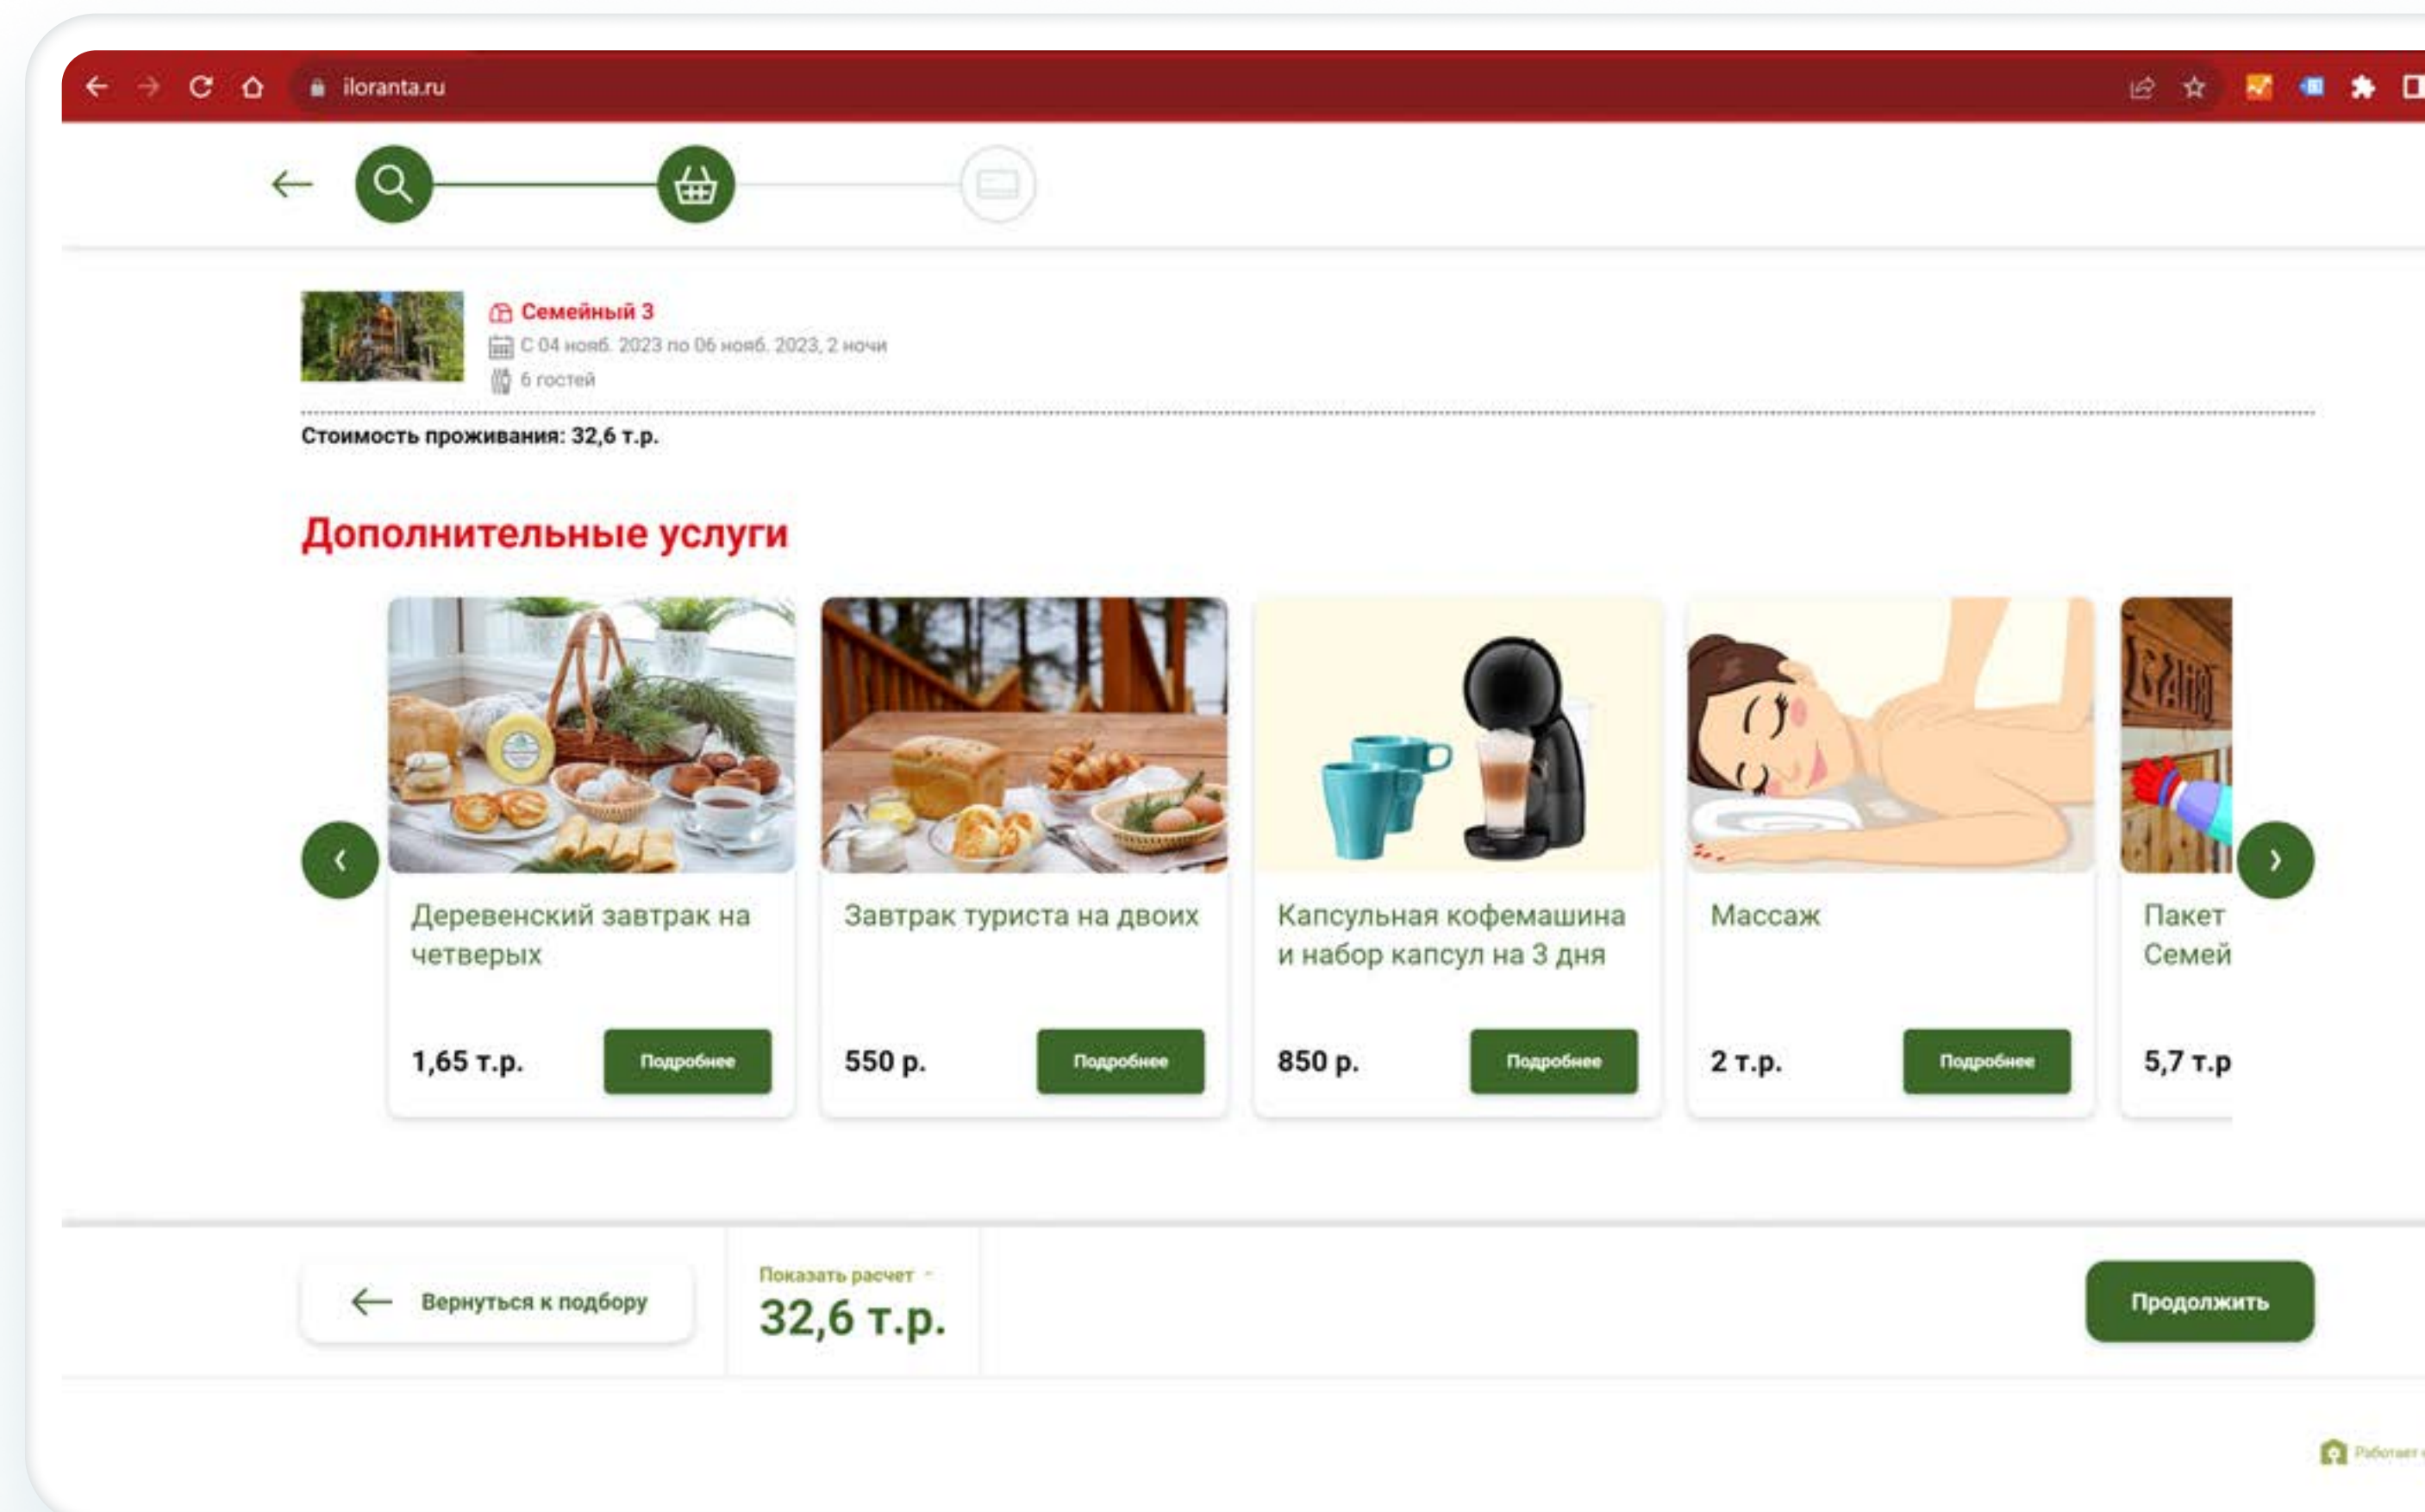 iloranta.ru
Семейный 3
С 04 нояб. 2023 по 06 нояб. 2023, 2 ночи
6 гостей
Стоимость проживания: 32,6 т.р.
Дополнительные услуги
Деревенский завтрак на
четверых
1,65 т.р.
Подробнее
Завтрак туриста на двоих
550 р.
Подробнее
Капсульная кофемашина
и набор капсул на 3 дня
850 р.
Подробнее
Массаж
2 т.р.
Подробнее
Пакет
Семей
5,7 т.р
Вернуться к подбору
Показать расчет
32,6 т.р.
Продолжить
Работает